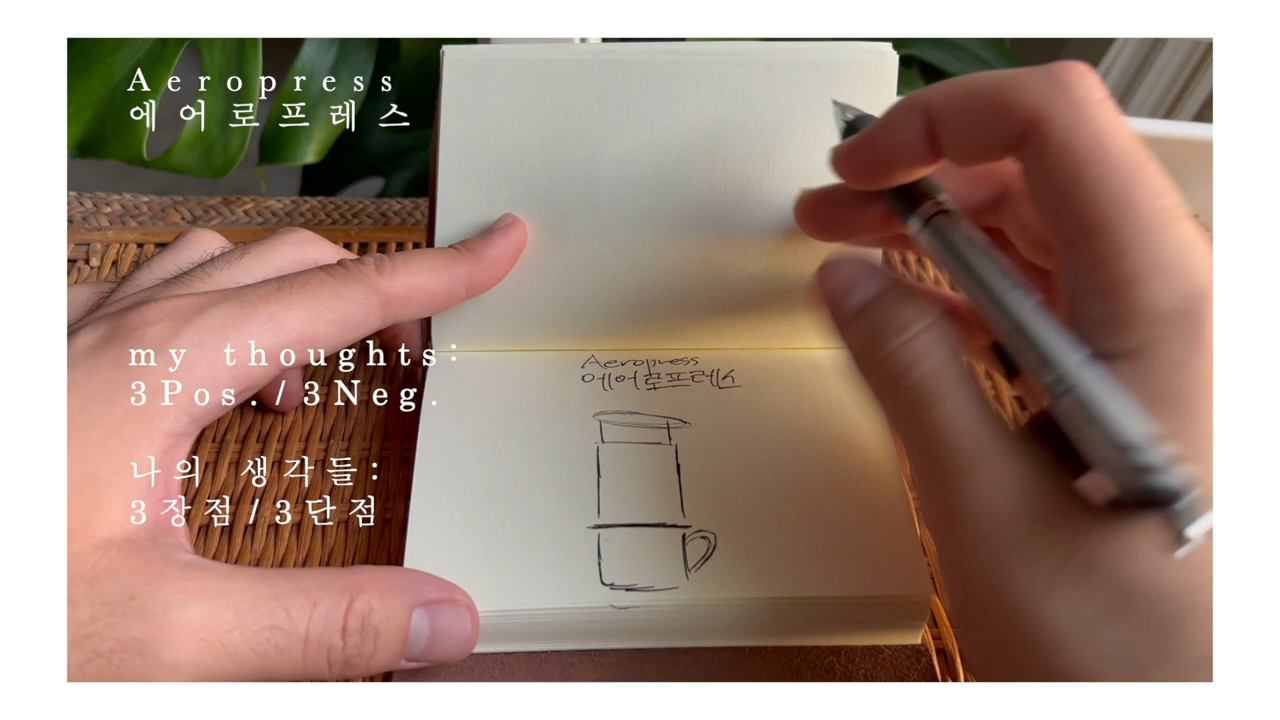 Aeropress
에어로프레스
my thoughts:
3Pos./3Neg.
나의 생각들:
3장점/3단점
Aeropress
에어로프레스